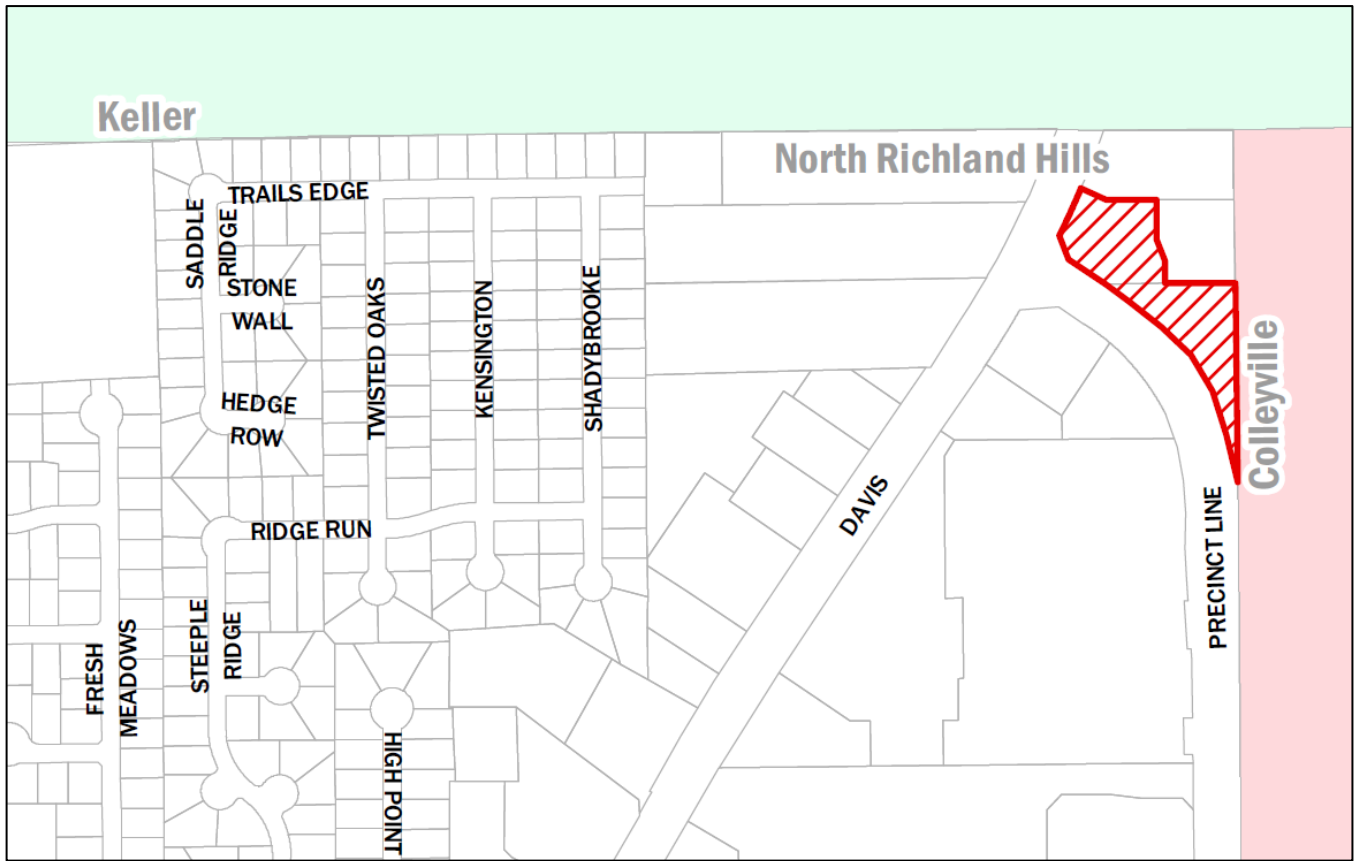 Keller
North Richland Hills
TRAILS EDGE
SADDLE
RIDGE
STONE
WALL
TWISTED OAKS
KENSINGTON
SHADYBROOKE
HEDGE
ROW
Colleyville
DAVIS
PRECINCT LINE
RIDGE RUN
FRESH
MEADOWS
STEEPLE
RIDGE
HIGH POINT